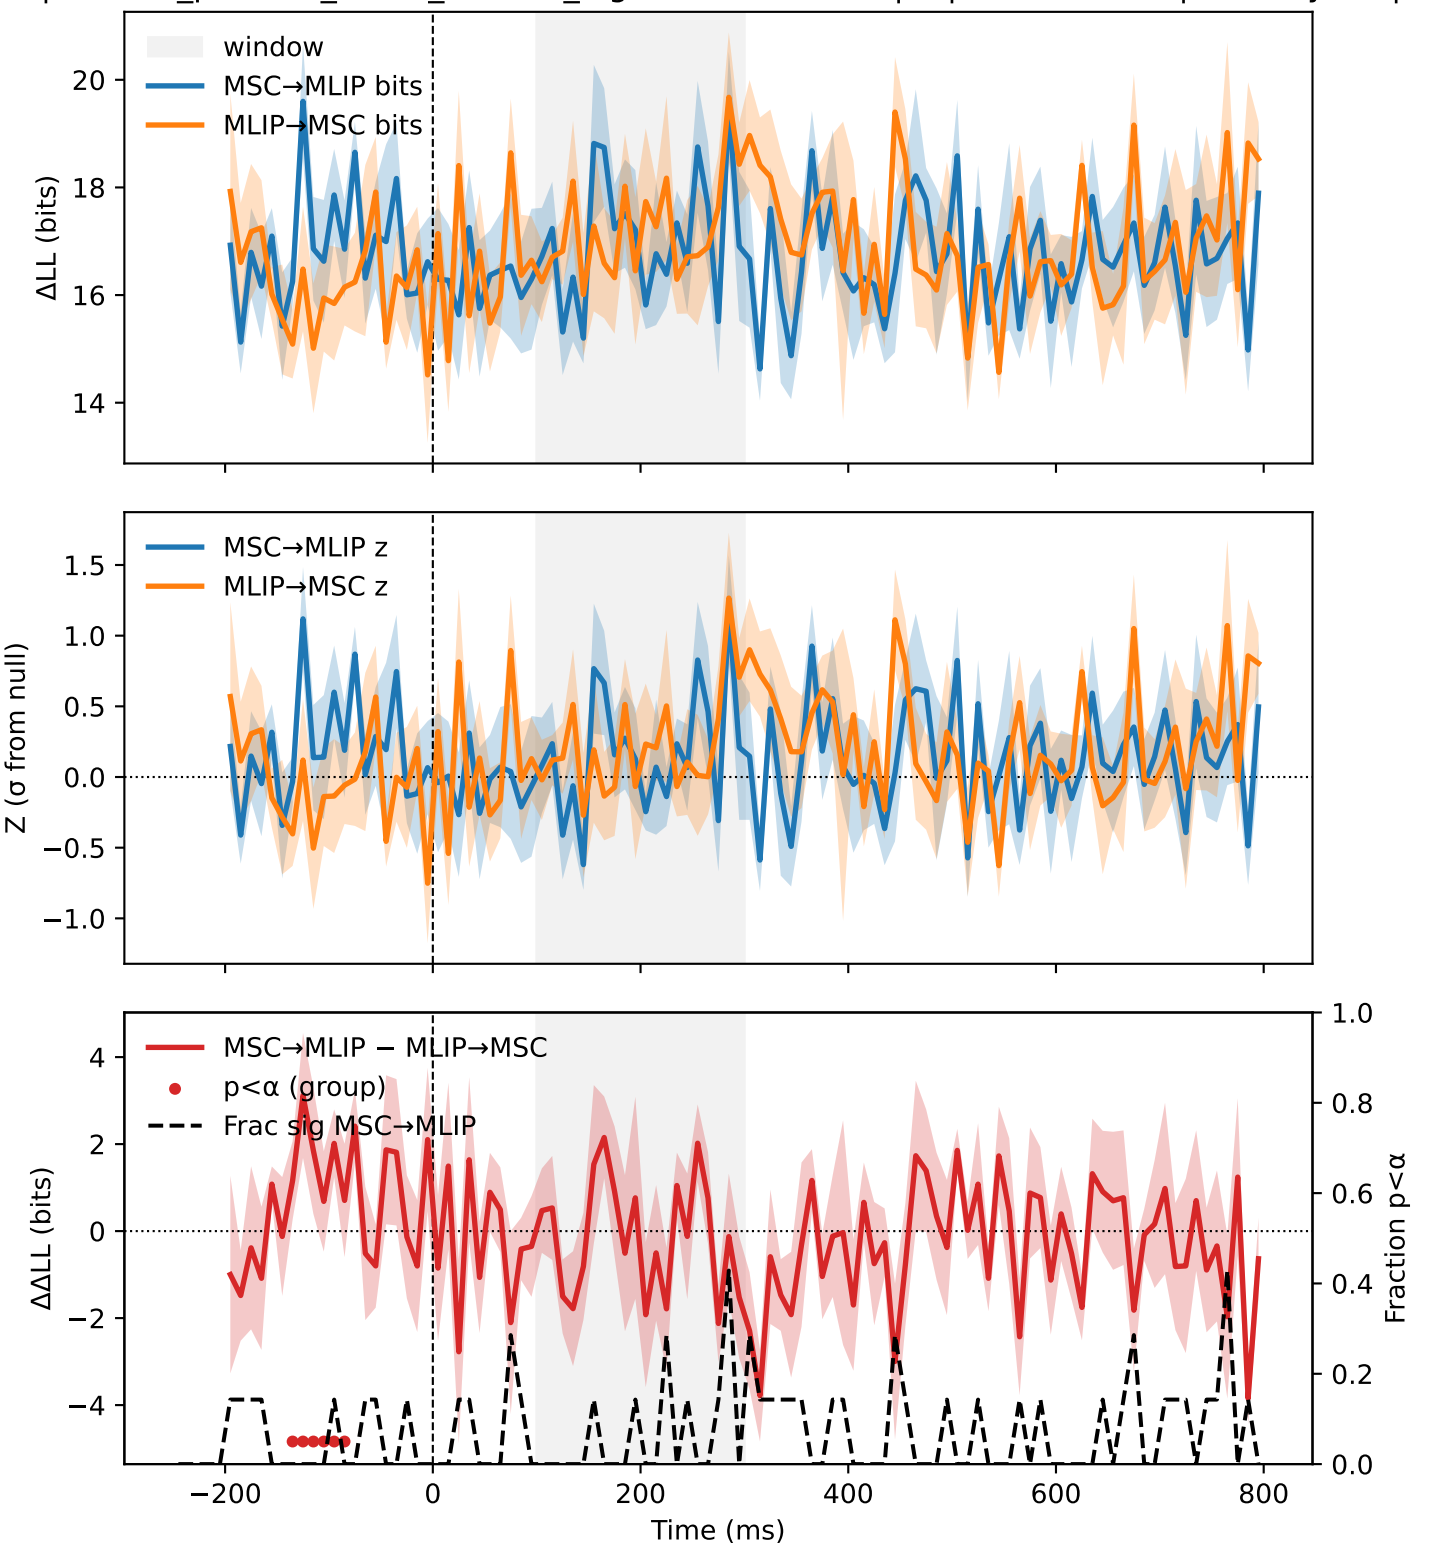 window
MSC→MLIP bits
MLIP→MSC bits
20
18
16
14
ΔLL (bits)
MSC→MLIP z
MLIP→MSC z
1.5
1.0
0.5
0.0
−0.5
−1.0
Z (σ from null)
MSC→MLIP − MLIP→MSC
p<α (group)
Frac sig MSC→MLIP
4
2
0
−2
−4
ΔΔLL (bits)
1.0
0.8
0.6
0.4
0.2
0.0
Fraction p<α
−200
0
200
400
600
800
Time (ms)